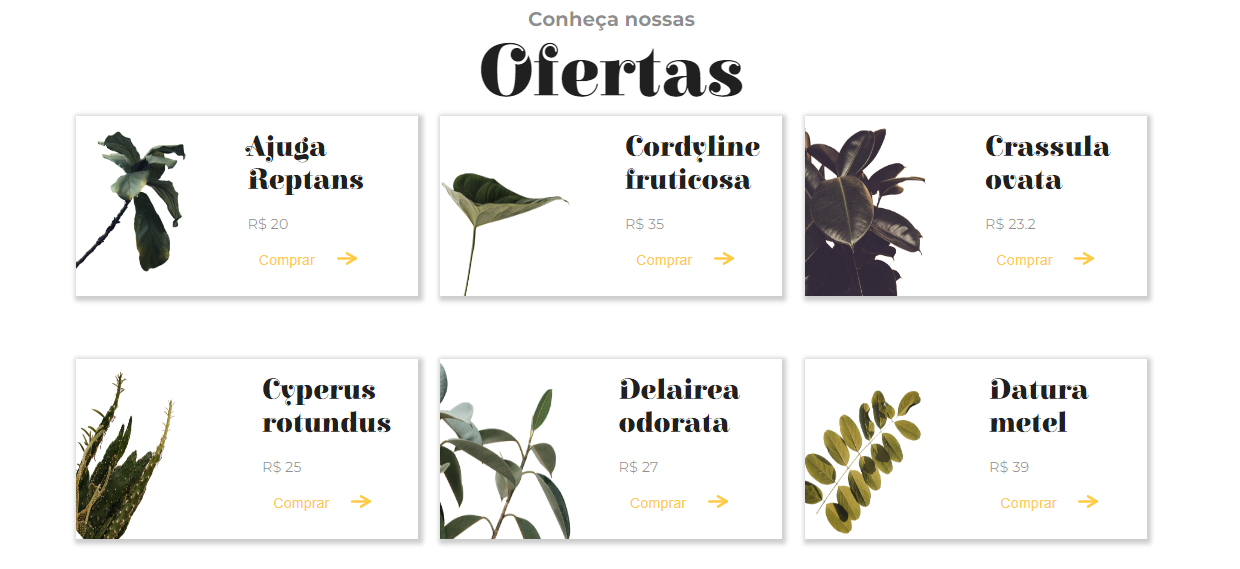 Conheça nossas
Ofertas
Ajuga
Reptans
R$ 20
Comprar
Cordyline
fruticosa
R$ 35
Comprar
Crassula
ovata
R$ 23.2
Comprar
Cyperus
rotundus
R$ 25
Comprar
Delairea
odorata
R$ 27
Comprar
Datura
metel
R$ 39
Comprar